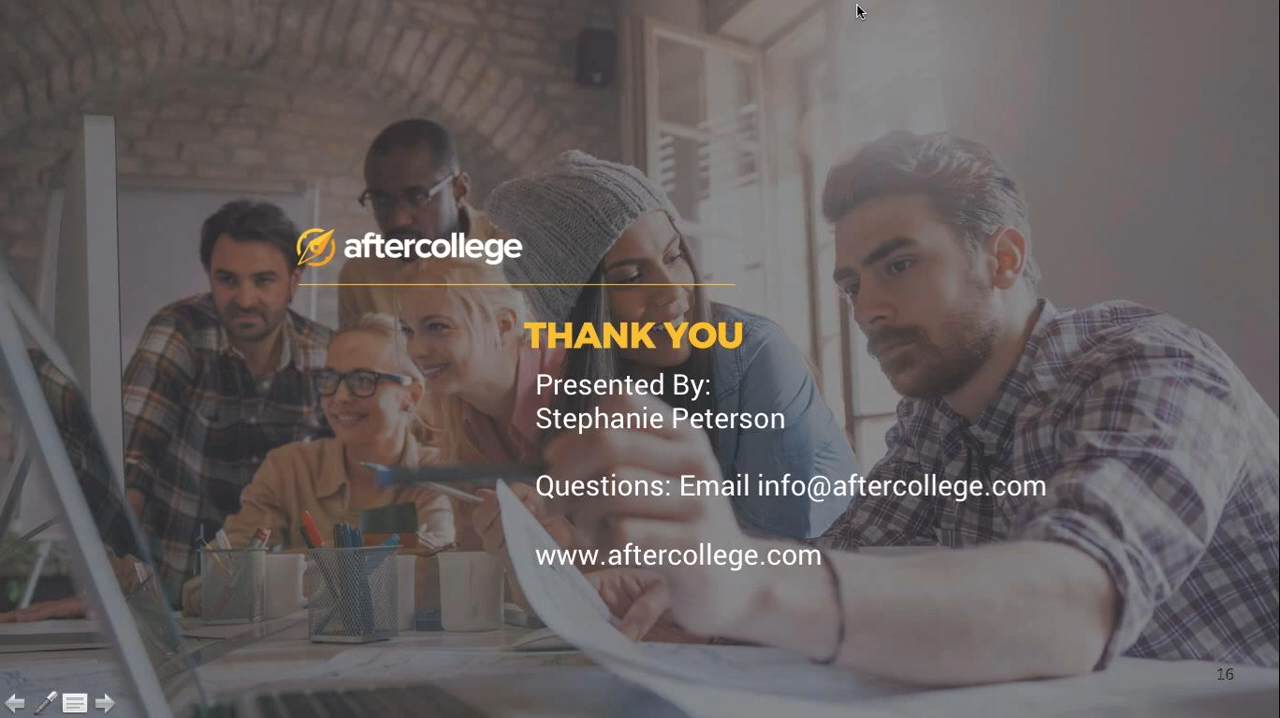 aftercollege
THANK YOU
Presented By:
Stephanie Peterson
Questions: Email info@aftercollege.com
www.aftercollege.com
16